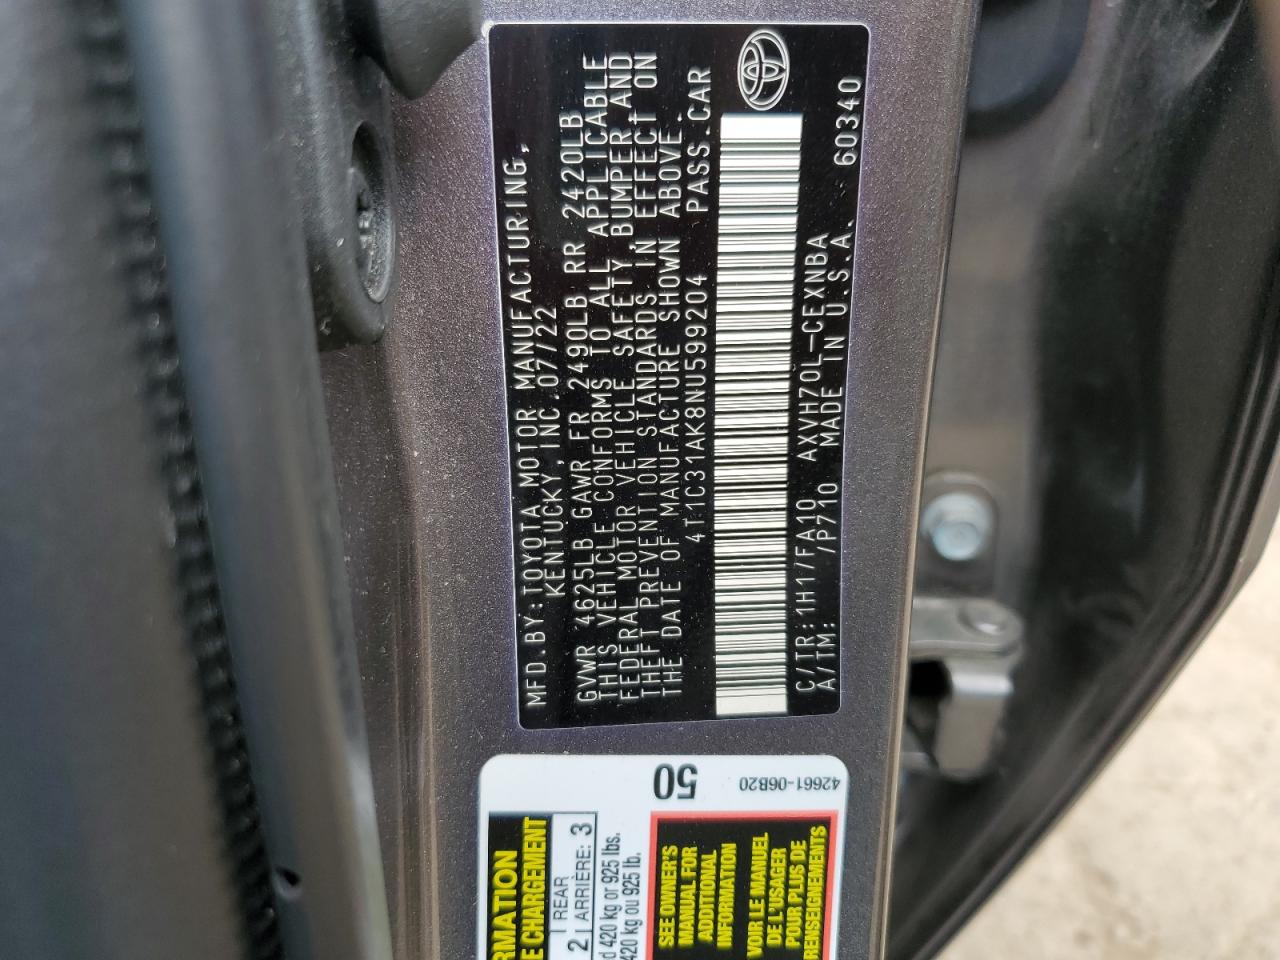 MFD.BY:TOYOTA MOTOR MANUFACTURING,
KENTUCKY,INC.07/22
GVWR 4625LB GAWR FR 2490LB RR 2420LB
THIS VEHICLE CONFORMS TO ALL APPLICABLE
FEDERAL MOTOR VEHICLE SAFETY,BUMPER AND
THEFT PREVENTION STANDARDS IN EFFECT ON
THE DATE OF MANUFACTURE SHOWN ABOVE.
4T1C31AK8NU599204 PASS.CAR
C/TR:1H17/FA10 AXVH70L-CEXNBA
A/TM: /P710 MADE IN U.S.A. 60340
50
42661-06B20
RMATION
E CHARGEMENT
2 REAR
ARRIÈRE: 3
d 420 kg or 925 lbs.
420 kg ou 925 lb.
SEE OWNER'S
MANUAL FOR
ADDITIONAL
INFORMATION
VOIR LE MANUEL
DE L'USAGER
POUR PLUS DE
RENSEIGNEMENTS